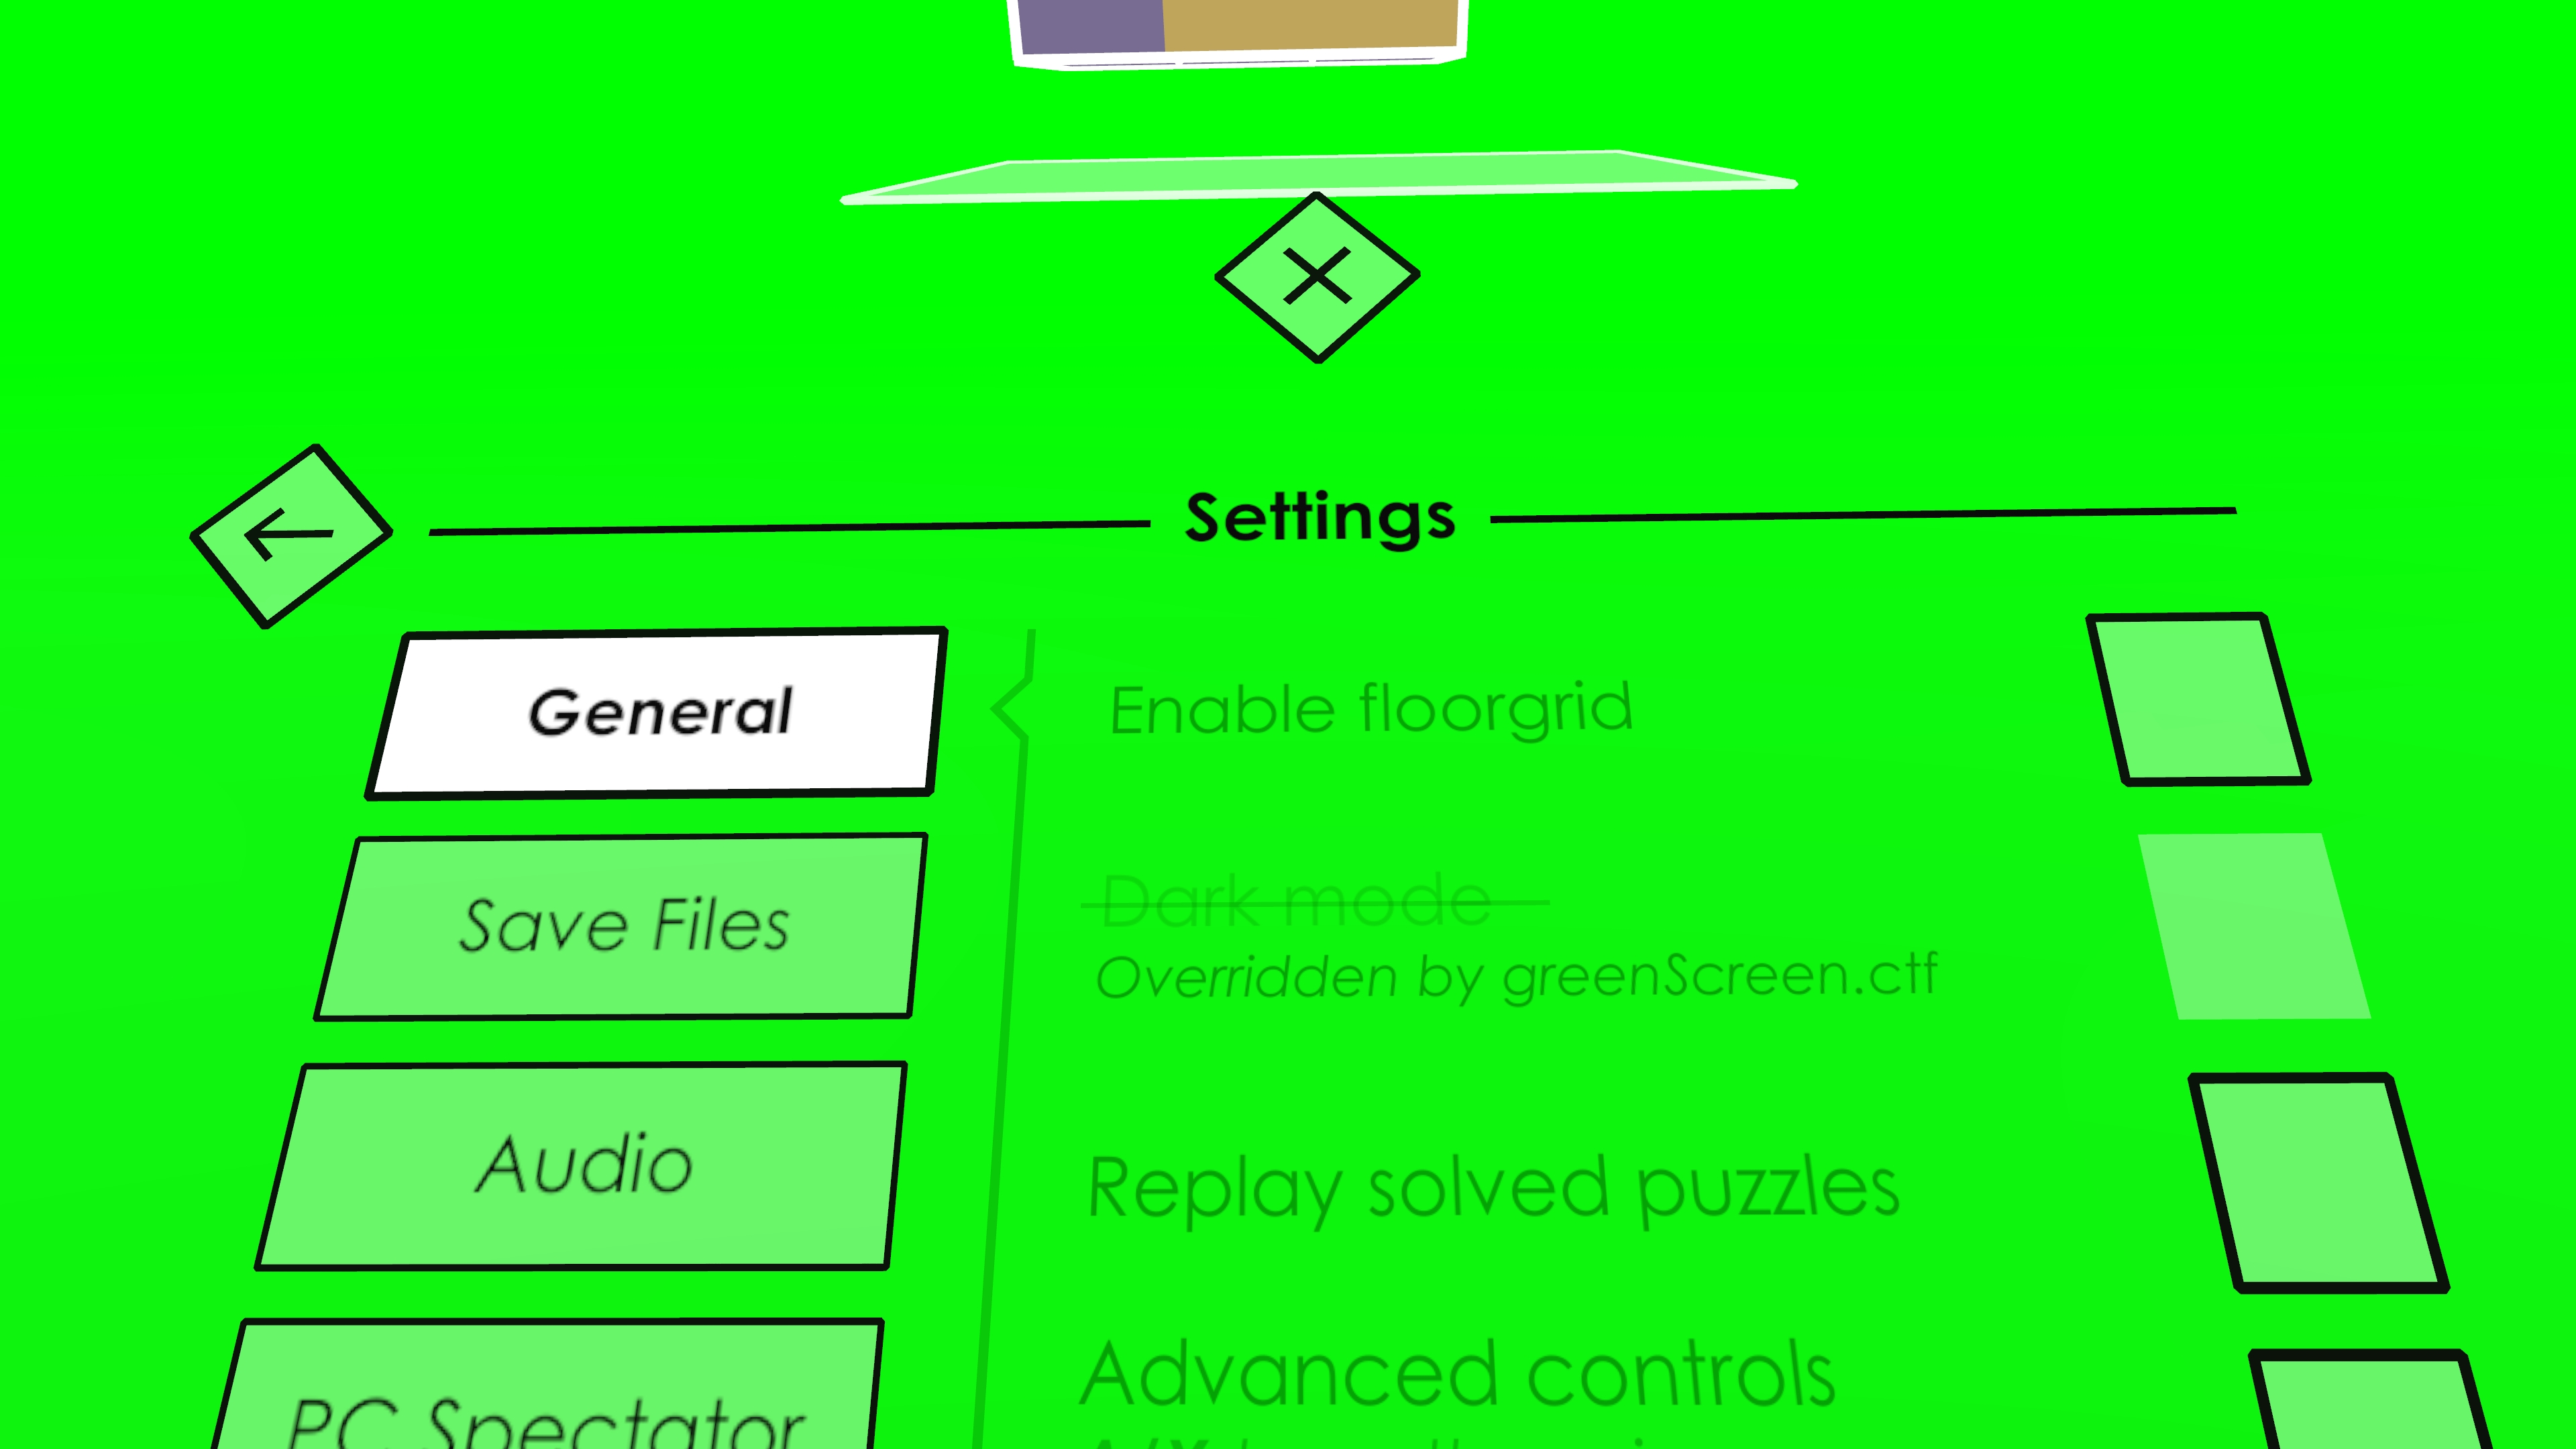 Settings
General
Save Files
Audio
PC Spectator
Enable floorgrid
Dark mode
Overridden by greenScreen.ctf
Replay solved puzzles
Advanced controls